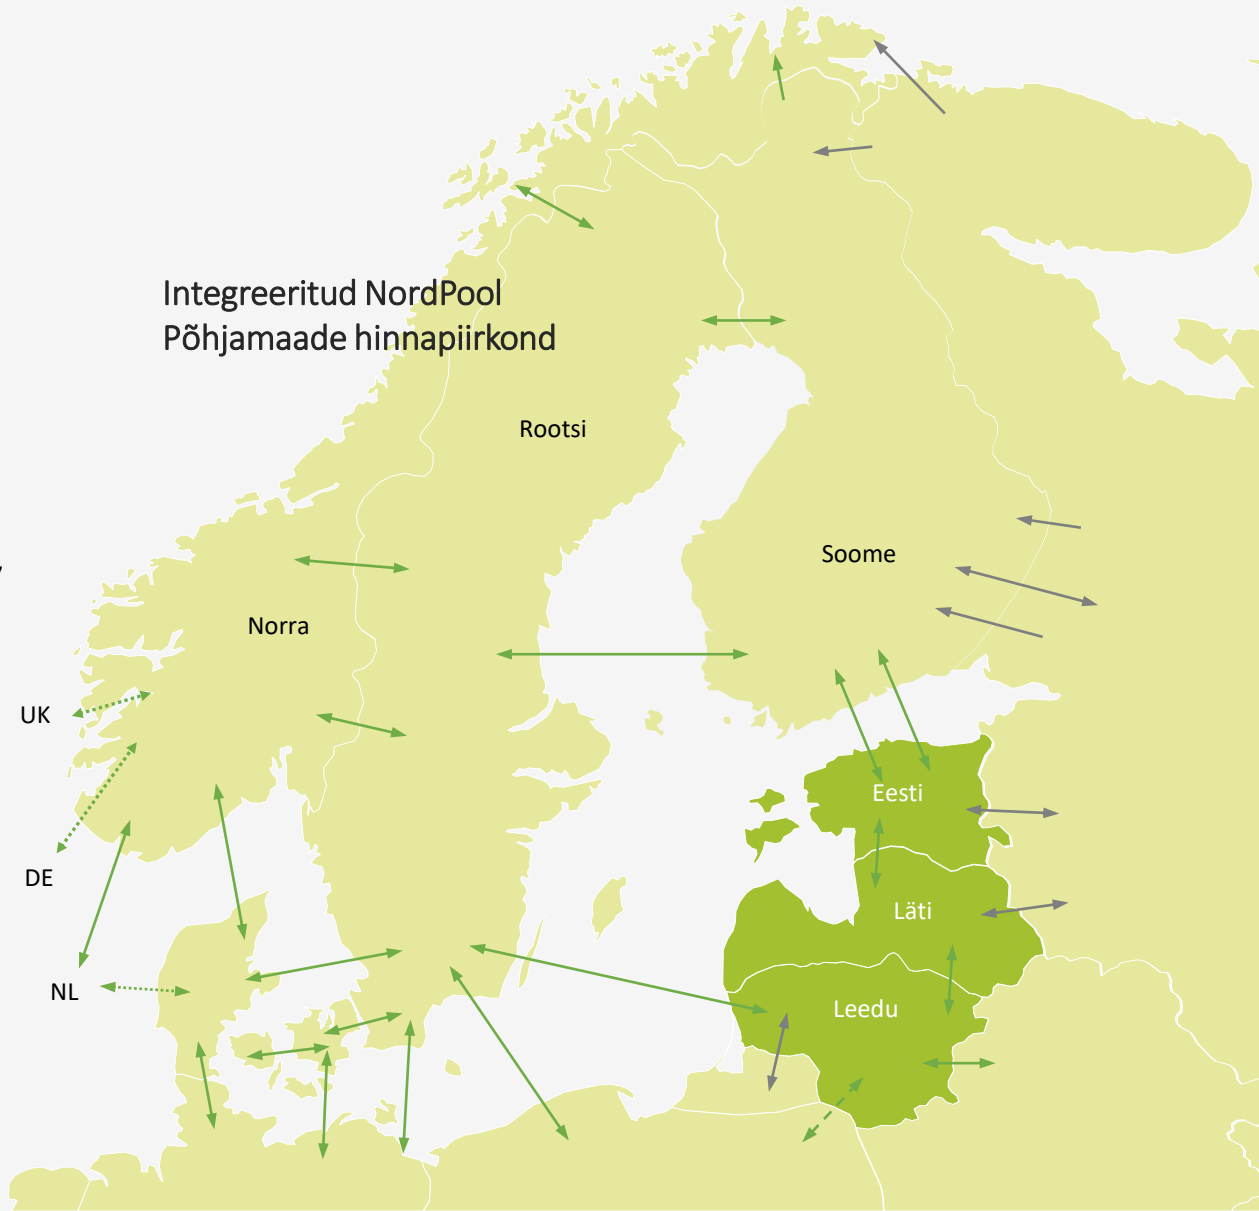 Integreeritud NordPool
Põhjamaade hinnapiirkond
Rootsi
Soome
Norra
UK
Eesti
DE
Läti
NL
Leedu